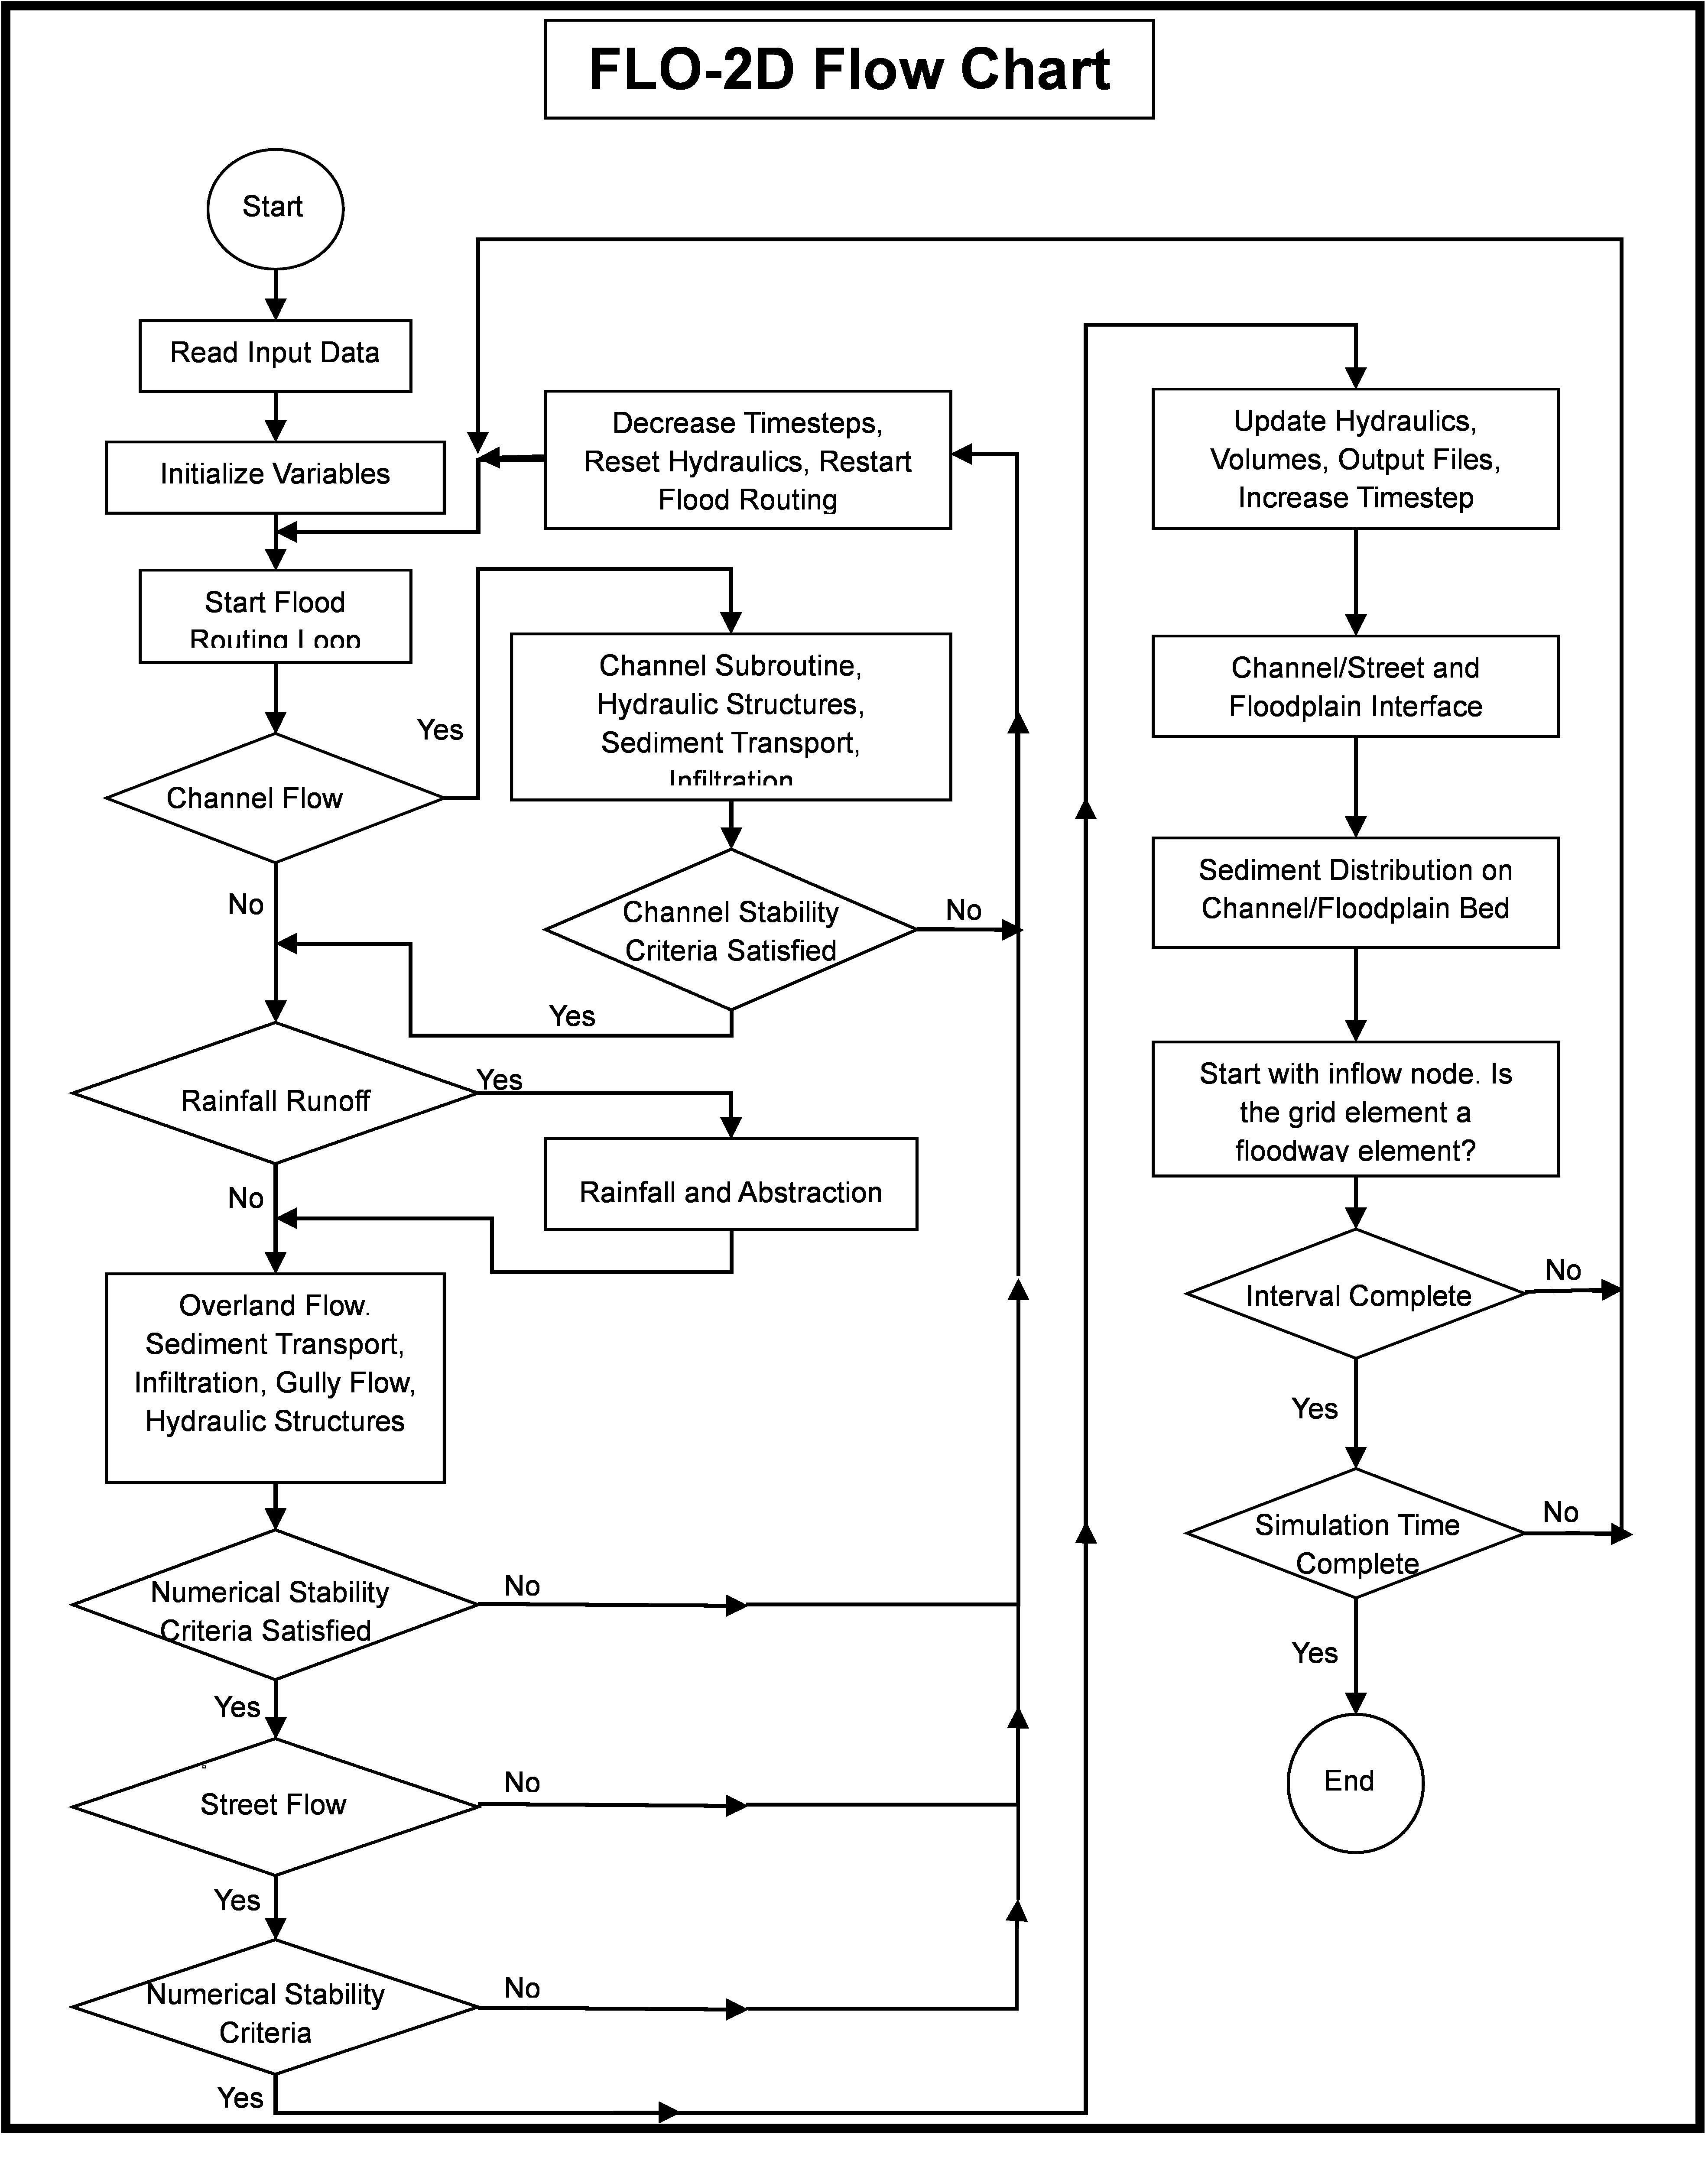 FLO-2D Flow Chart
Start
Read Input Data
Initialize Variables
Start Flood
Routing Loop
Channel Flow
Yes
No
Decrease Timesteps,
Reset Hydraulics, Restart
Flood Routing
Channel Subroutine,
Hydraulic Structures,
Sediment Transport,
Infiltration
Channel Stability
Criteria Satisfied
No
Yes
Rainfall Runoff
Yes
No
Rainfall and Abstraction
Overland Flow.
Sediment Transport,
Infiltration, Gully Flow,
Hydraulic Structures
Numerical Stability
Criteria Satisfied
No
Yes
Street Flow
No
Yes
Numerical Stability
Criteria
No
Yes
Update Hydraulics,
Volumes, Output Files,
Increase Timestep
Channel/Street and
Floodplain Interface
Sediment Distribution on
Channel/Floodplain Bed
Start with inflow node. Is
the grid element a
floodway element?
Interval Complete
No
Yes
Simulation Time
Complete
No
Yes
End